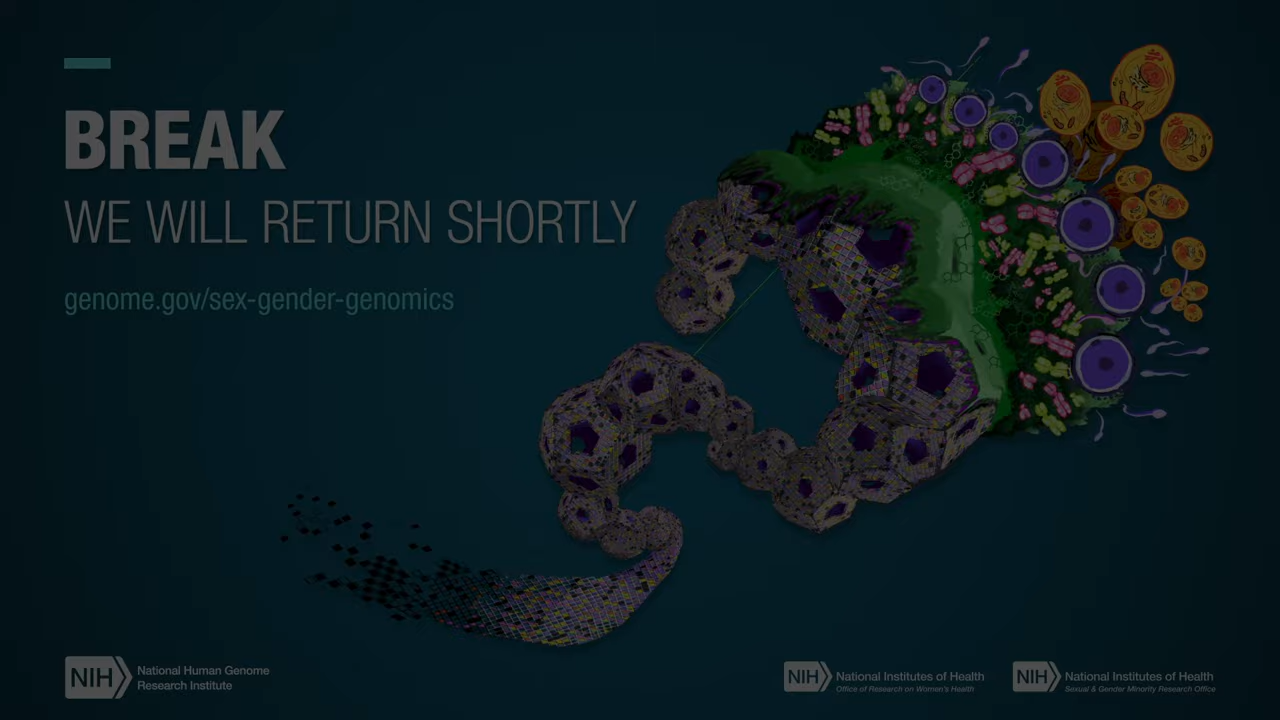 BREAK
WE WILL RETURN SHORTLY
genome.gov/sex-gender-genomics
NIH National Human Genome
Research Institute
NIH National Institutes of Health
Office of Research on Women's Health
NIH National Institutes of Health
Sexual & Gender Minority Research Office